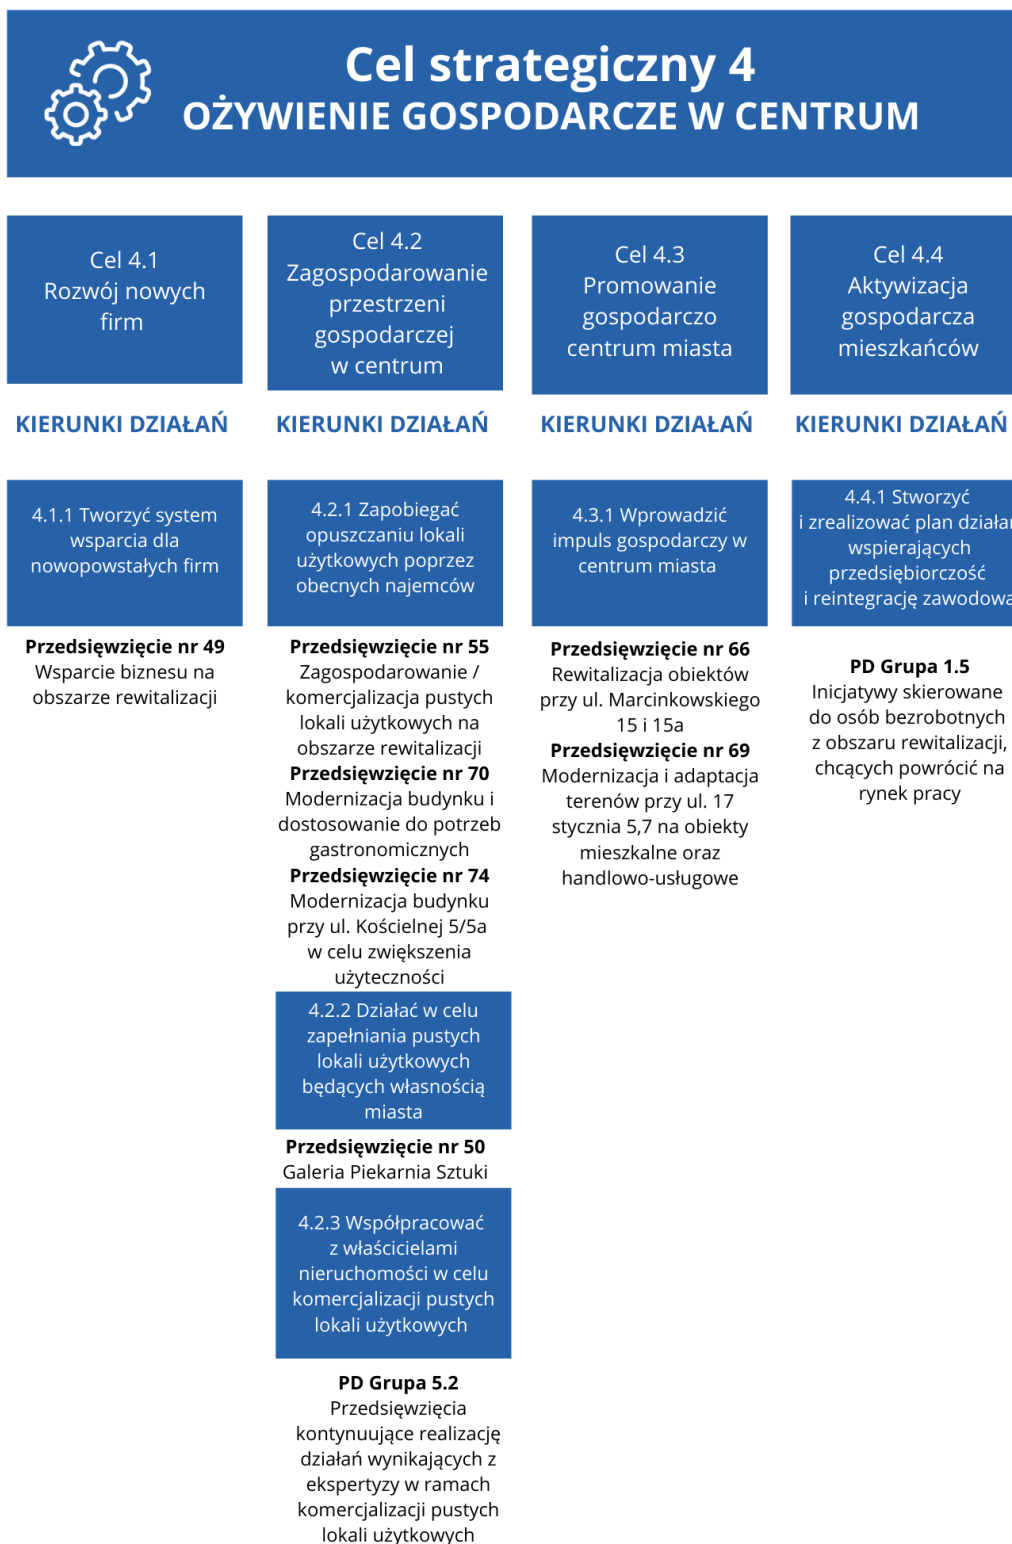 Cel strategiczny 4
OŻYWIENIE GOSPODARCZE W CENTRUM
Cel 4.1
Rozwój nowych
firm
Cel 4.2
Zagospodarowanie
przestrzeni
gospodarczej
w centrum
Cel 4.3
Promowanie
gospodarczo
centrum miasta
Cel 4.4
Aktywizacja
gospodarcza
mieszkańców
KIERUNKI DZIAŁAŃ
KIERUNKI DZIAŁAŃ
KIERUNKI DZIAŁAŃ
KIERUNKI DZIAŁAŃ
4.1.1 Tworzyć system
wsparcia dla
nowopowstałych firm
Przedsięwzięcie nr 49
Wsparcie biznesu na
obszarze rewitalizacji
4.2.1 Zapobiegać
opuszczaniu lokali
użytkowych poprzez
obecnych najemców
Przedsięwzięcie nr 55
Zagospodarowanie /
komercjalizacja pustych
lokali użytkowych na
obszarze rewitalizacji
Przedsięwzięcie nr 70
Modernizacja budynku i
dostosowanie do potrzeb
gastronomicznych
Przedsięwzięcie nr 74
Modernizacja budynku
przy ul. Kościelnej 5/5a
w celu zwiększenia
użyteczności
4.2.2 Działać w celu
zapełniania pustych
lokali użytkowych
będących własnością
miasta
Przedsięwzięcie nr 50
Galeria Piekarnia Sztuki
4.2.3 Współpracować
z właścicielami
nieruchomości w celu
komercjalizacji pustych
lokali użytkowych
PD Grupa 5.2
Przedsięwzięcia
kontynuujące realizację
działań wynikających z
ekspertyzy w ramach
komercjalizacji pustych
lokali użytkowych
4.3.1 Wprowadzić
impuls gospodarczy w
centrum miasta
Przedsięwzięcie nr 66
Rewitalizacja obiektów
przy ul. Marcinkowskiego
15 i 15a
Przedsięwzięcie nr 69
Modernizacja i adaptacja
terenów przy ul. 17
stycznia 5,7 na obiekty
mieszkalne oraz
handlowo-usługowe
4.4.1 Stworzyć
i zrealizować plan działań
wspierających
przedsiębiorczość
i reintegrację zawodową
PD Grupa 1.5
Inicjatywy skierowane
do osób bezrobotnych
z obszaru rewitalizacji,
chcących powrócić na
rynek pracy